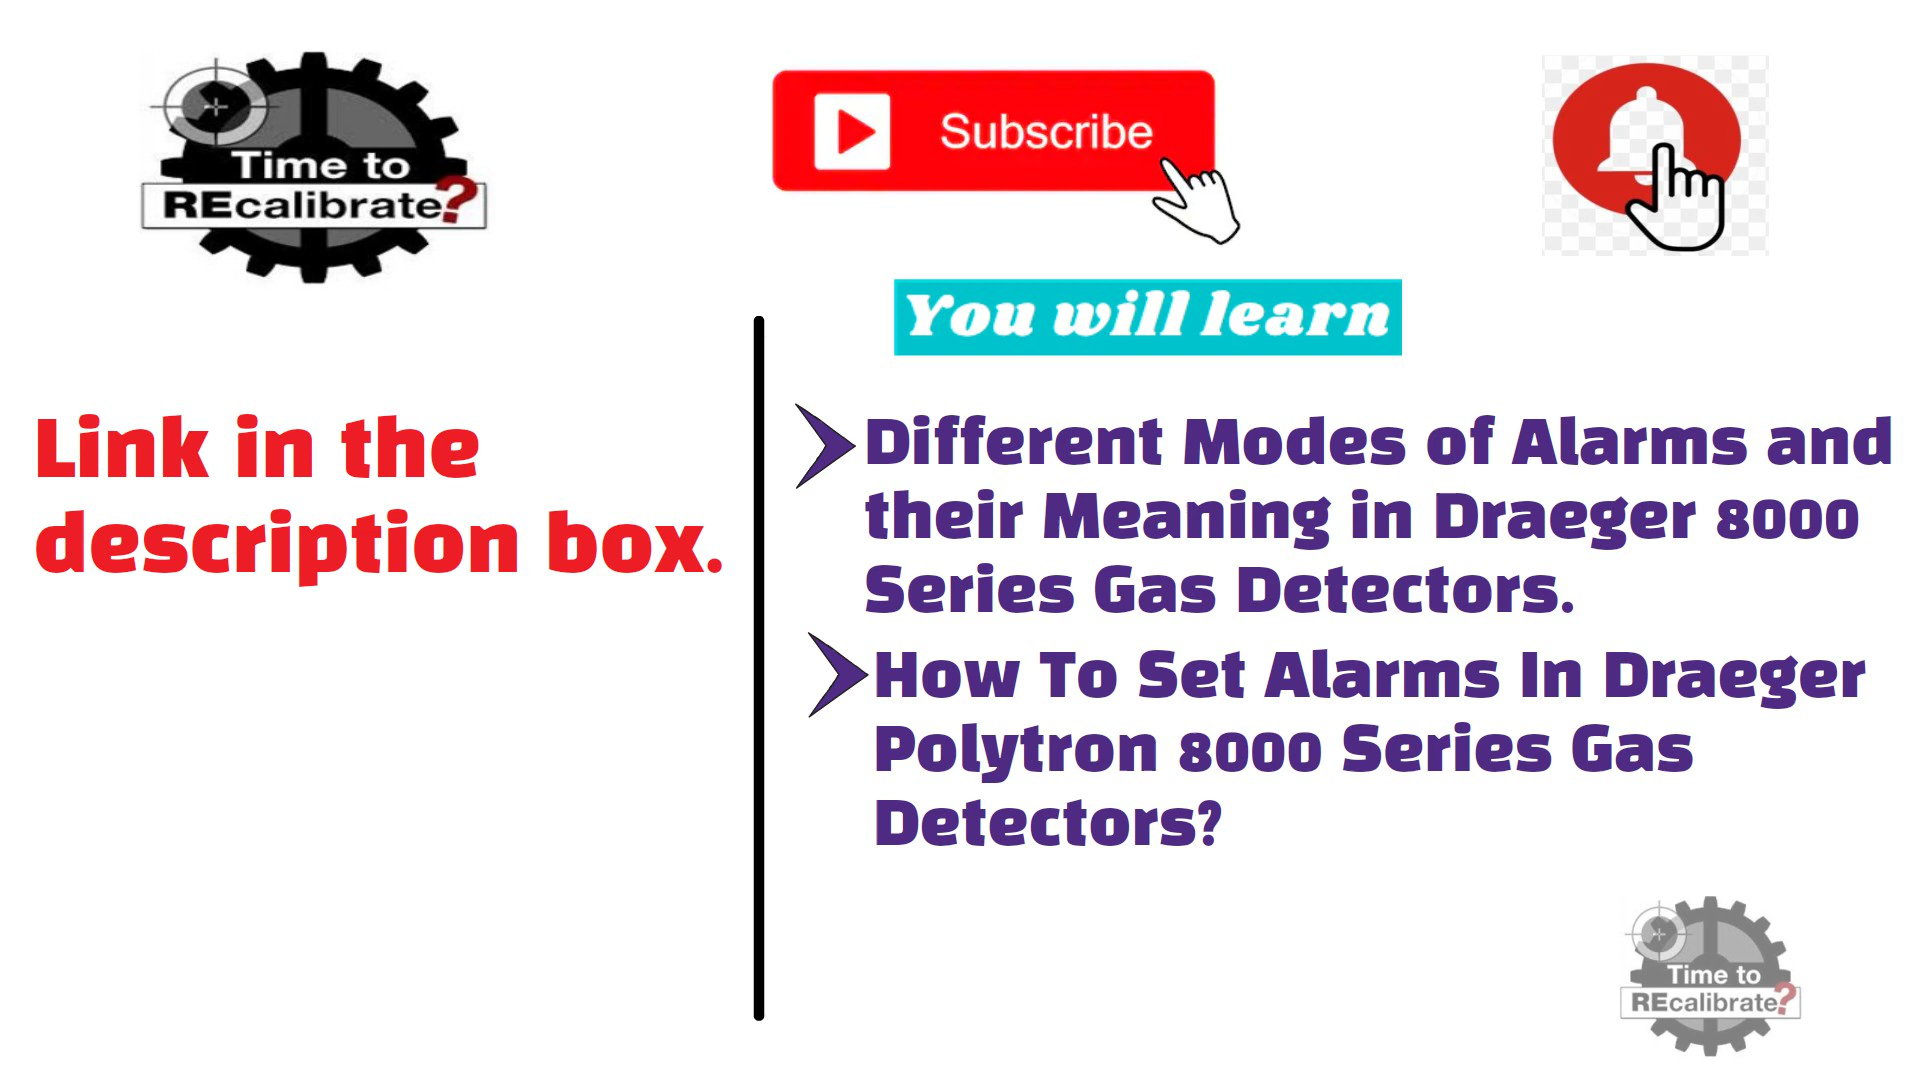 Time to
REcalibrate?
Subscribe
You will learn
Link in the
description box.
Different Modes of Alarms and
their Meaning in Draeger 8000
Series Gas Detectors.
How To Set Alarms In Draeger
Polytron 8000 Series Gas
Detectors?
Time to
REcalibrate?